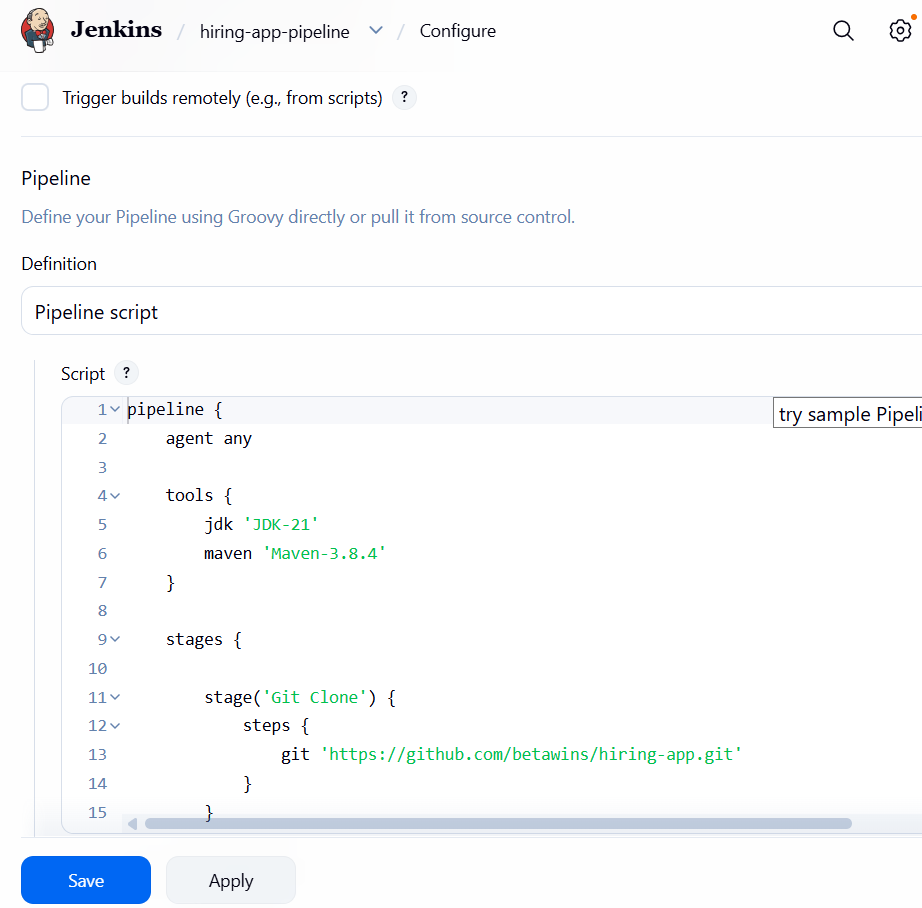 Jenkins / hiring-app-pipeline / Configure
Trigger builds remotely (e.g., from scripts) ?
Pipeline
Define your Pipeline using Groovy directly or pull it from source control.
Definition
Pipeline script
Script ?
try sample Pipeli
1 pipeline {
2     agent any
3
4     tools {
5         jdk 'JDK-21'
6         maven 'Maven-3.8.4'
7     }
8
9     stages {
10
11         stage('Git Clone') {
12             steps {
13                 git 'https://github.com/betawins/hiring-app.git'
14             }
15         }
Save
Apply